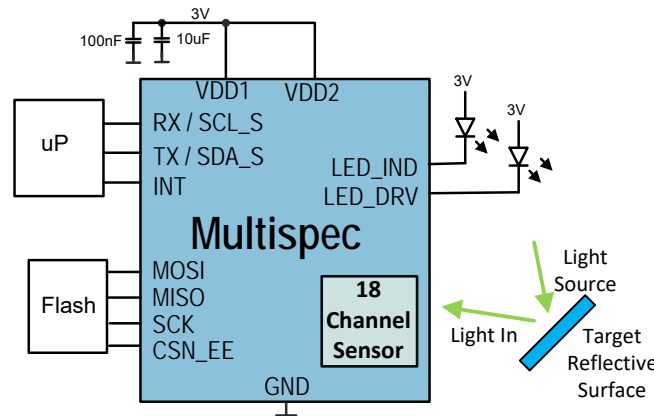 3V
100nF
10uF
VDD1
VDD2
3V
3V
uP
RX / SCL_S
TX / SDA_S
INT
LED_IND
LED_DRV
Multispec
Flash
MOSI
MISO
SCK
CSN_EE
18
Channel
Sensor
GND
Light
Source
Light In
Target
Reflective
Surface